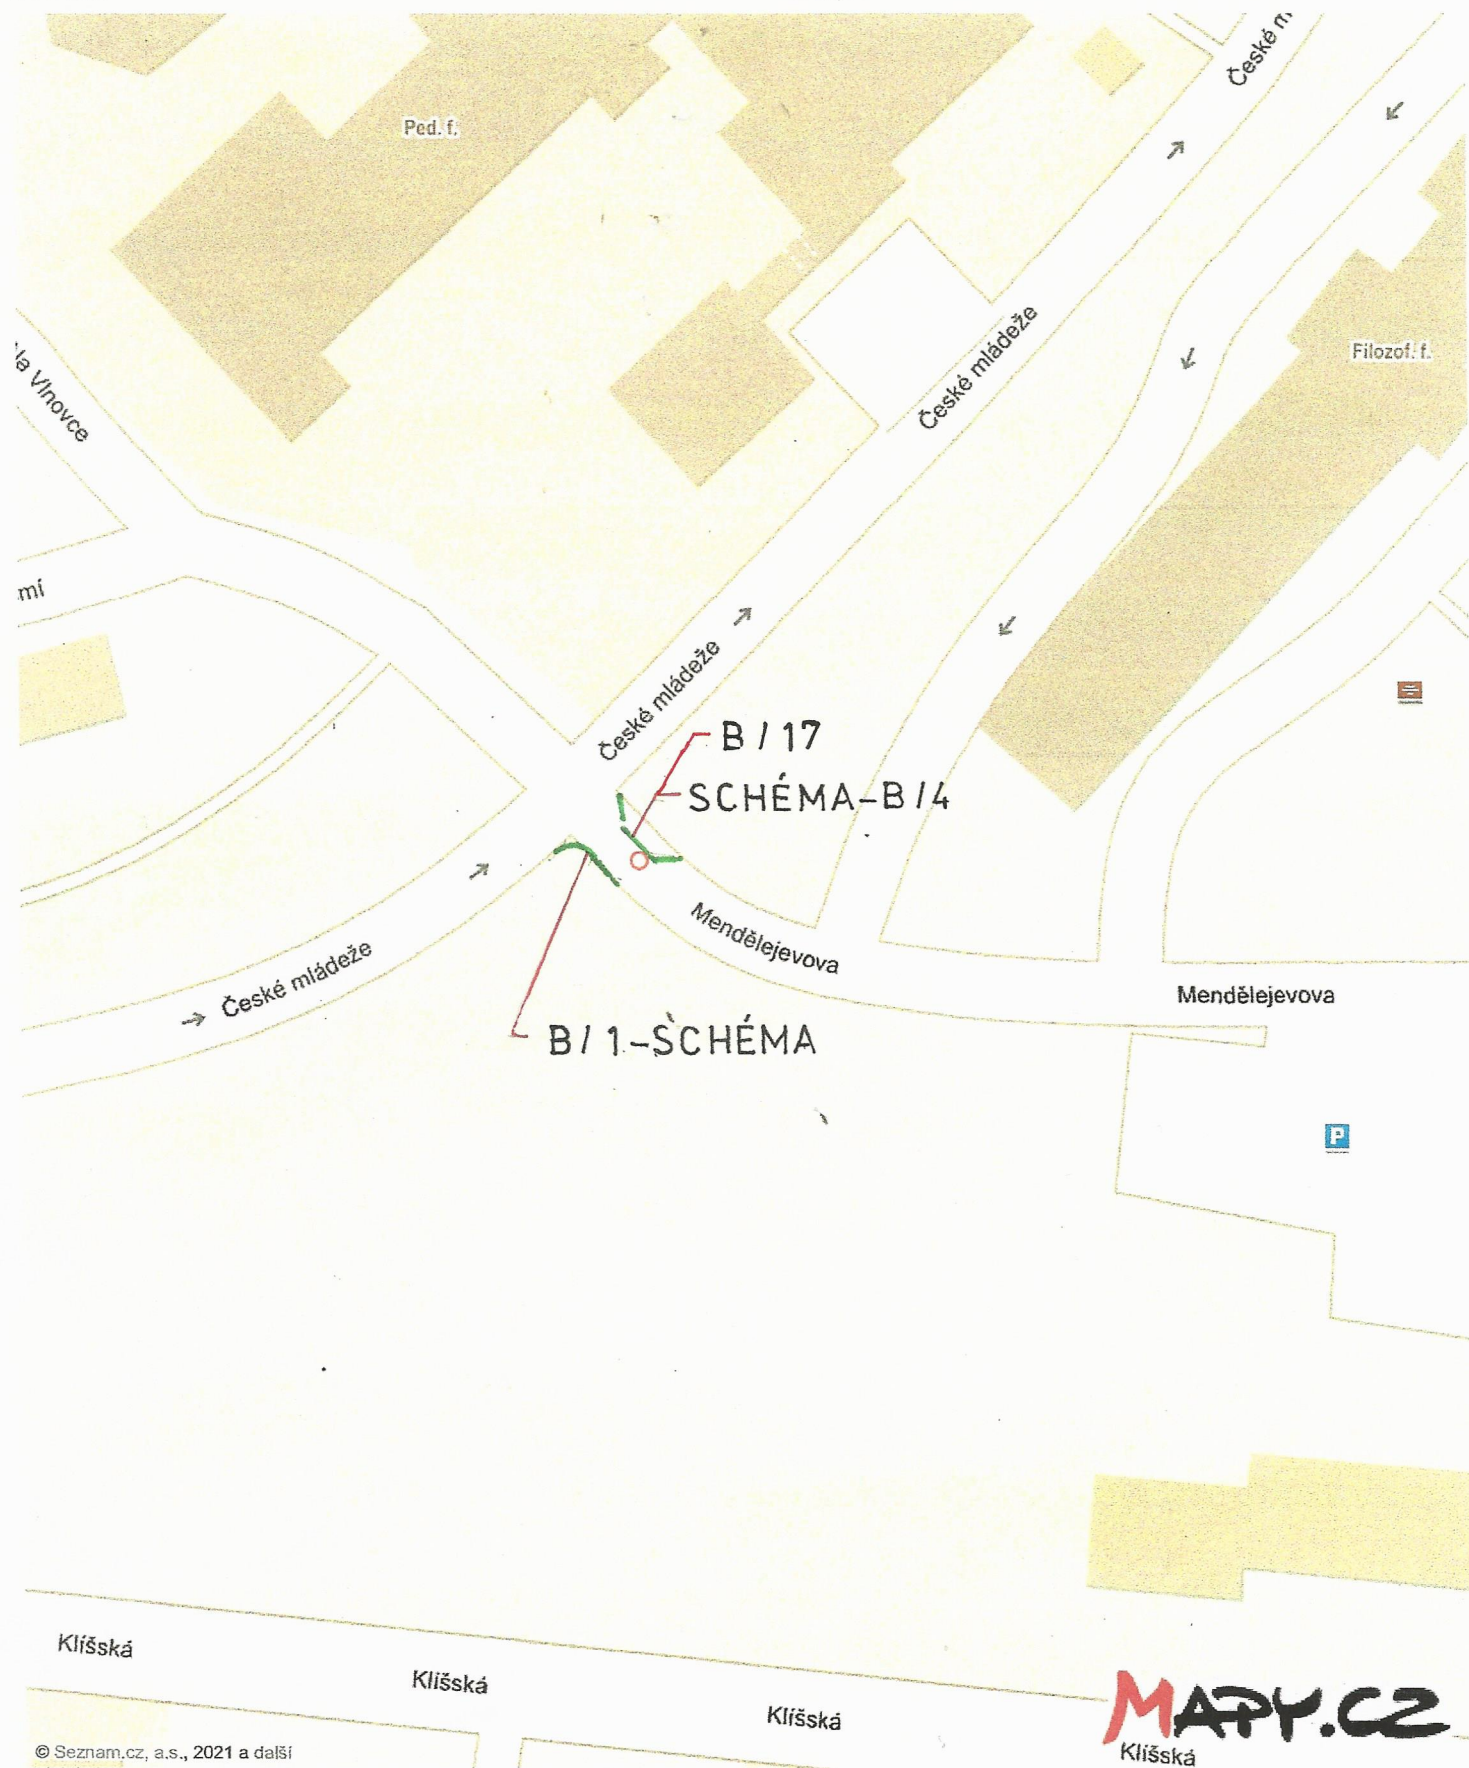 České m
Ped. f.
Filozof. f.
České mládeže
la Vlnovce
mí
České mládeže
B / 17
SCHÉMA-B/4
Mendělejevova
České mládeže
Mendělejevova
B/ 1-SCHÉMA
P
Klíšská
Klíšská
Klíšská
MAPY.CZ
Klíšská
© Seznam.cz, a.s., 2021 a další